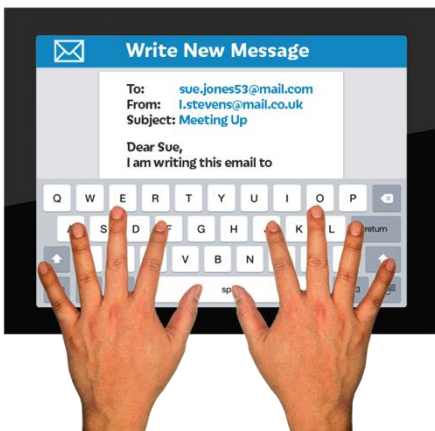 Write New Message
To: sue.jones53@mail.com
From: l.stevens@mail.co.uk
Subject: Meeting Up
Dear Sue,
I am writing this email to
Q W E R T Y U I O P
S D G H K L return
V B N